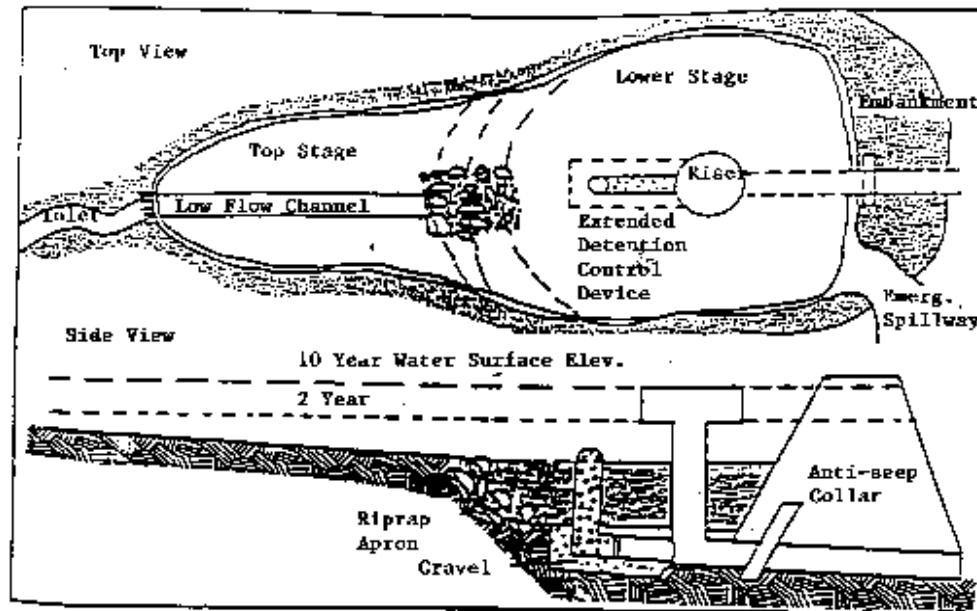 Top View
Lower Stage
Embankment
Top Stage
Riser
Inlet
Low Flow Channel
Extended
Detention
Control
Device
Emerg.
Spillway
Side View
10 Year Water Surface Elev.
2 Year
Anti-seep
Collar
Riprap
Apron
Gravel